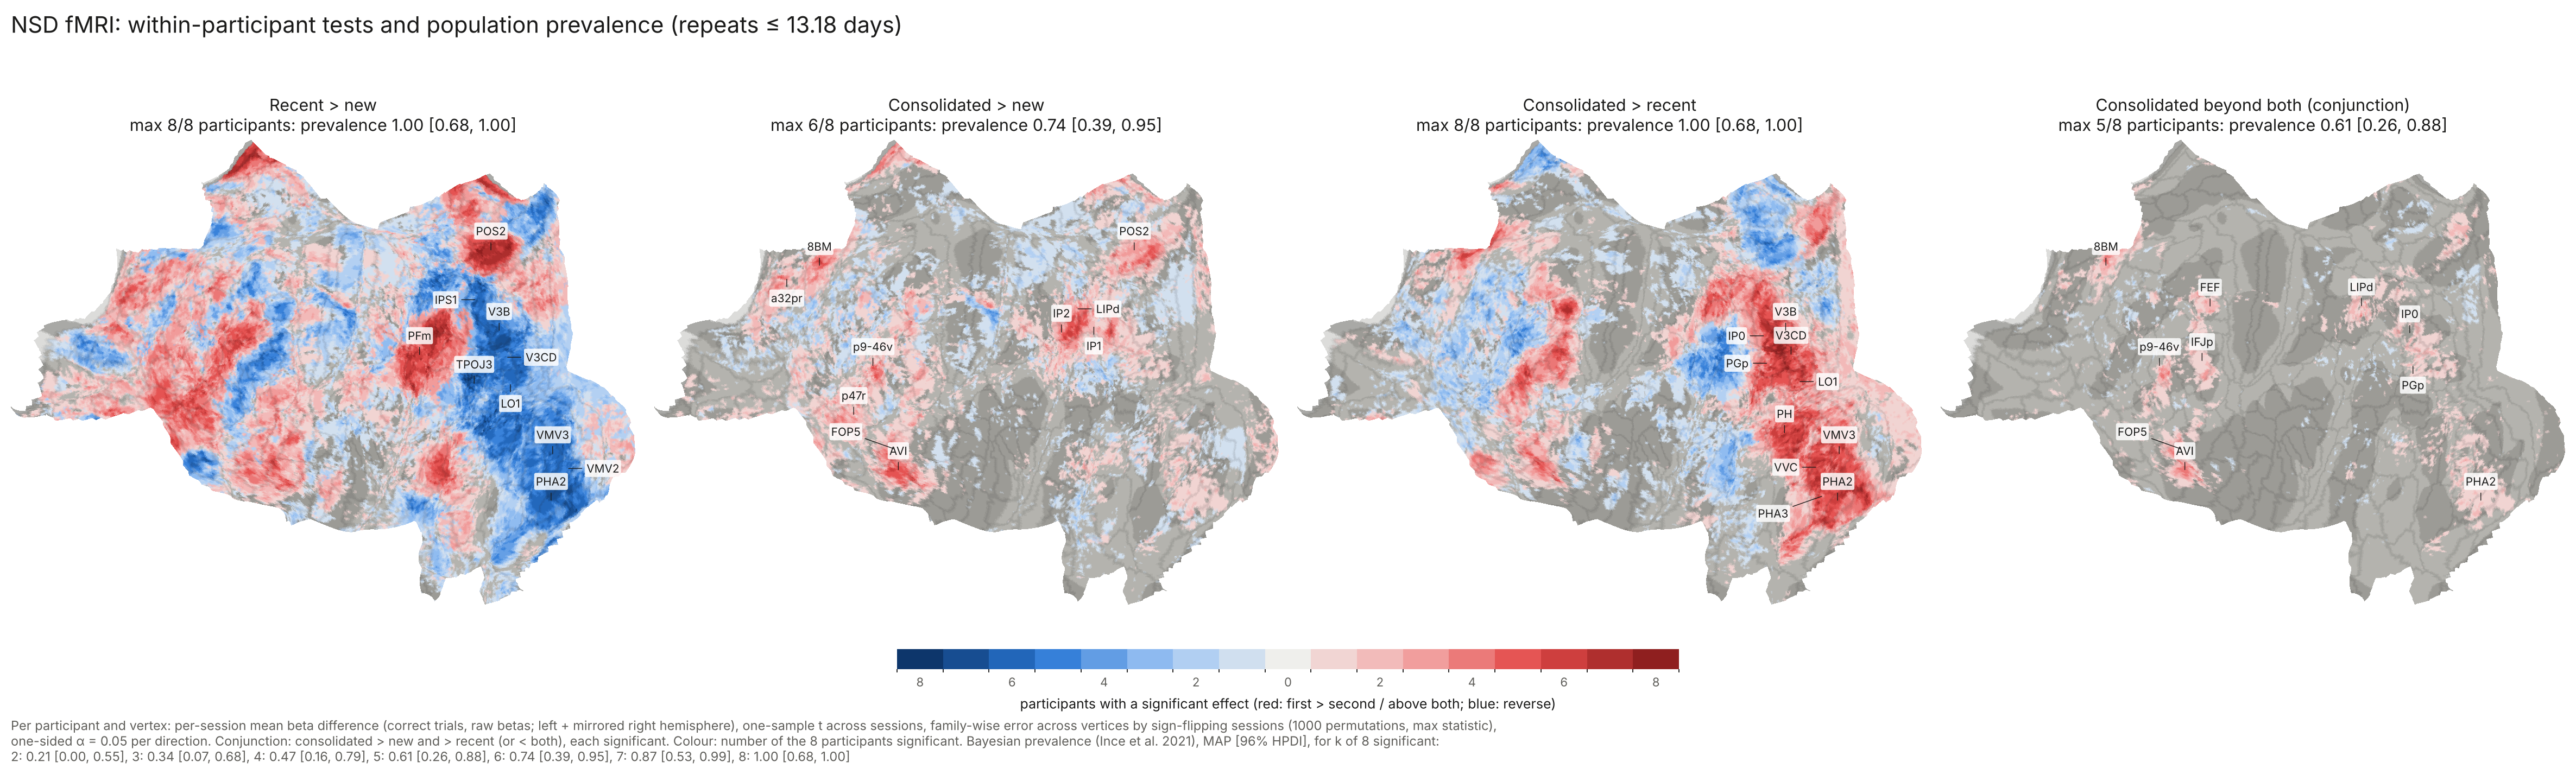 NSD fMRI: within-participant tests and population prevalence (repeats ≤ 13.18 days)
Recent > new
max 8/8 participants: prevalence 1.00 [0.68, 1.00]
POS2
IPS1
V3B
PFm
TPOJ3
V3CD
LO1
VMV3
VMV2
PHA2
Consolidated > new
max 6/8 participants: prevalence 0.74 [0.39, 0.95]
8BM
POS2
a32pr
IP2
LIPd
IP1
p9-46v
p47r
FOP5
AVI
Consolidated > recent
max 8/8 participants: prevalence 1.00 [0.68, 1.00]
V3B
IP0
V3CD
PGp
LO1
PH
VMV3
VVC
PHA2
PHA3
Consolidated beyond both (conjunction)
max 5/8 participants: prevalence 0.61 [0.26, 0.88]
8BM
FEF
LIPd
IP0
p9-46v
IFJp
PGp
FOP5
AVI
PHA2
8 6 4 2 0 2 4 6 8
participants with a significant effect (red: first > second / above both; blue: reverse)
Per participant and vertex: per-session mean beta difference (correct trials, raw betas; left + mirrored right hemisphere), one-sample t across sessions, family-wise error across vertices by sign-flipping sessions (1000 permutations, max statistic),
one-sided α = 0.05 per direction. Conjunction: consolidated > new and > recent (or < both), each significant. Colour: number of the 8 participants significant. Bayesian prevalence (Ince et al. 2021), MAP [96% HPDI], for k of 8 significant:
2: 0.21 [0.00, 0.55], 3: 0.34 [0.07, 0.68], 4: 0.47 [0.16, 0.79], 5: 0.61 [0.26, 0.88], 6: 0.74 [0.39, 0.95], 7: 0.87 [0.53, 0.99], 8: 1.00 [0.68, 1.00]